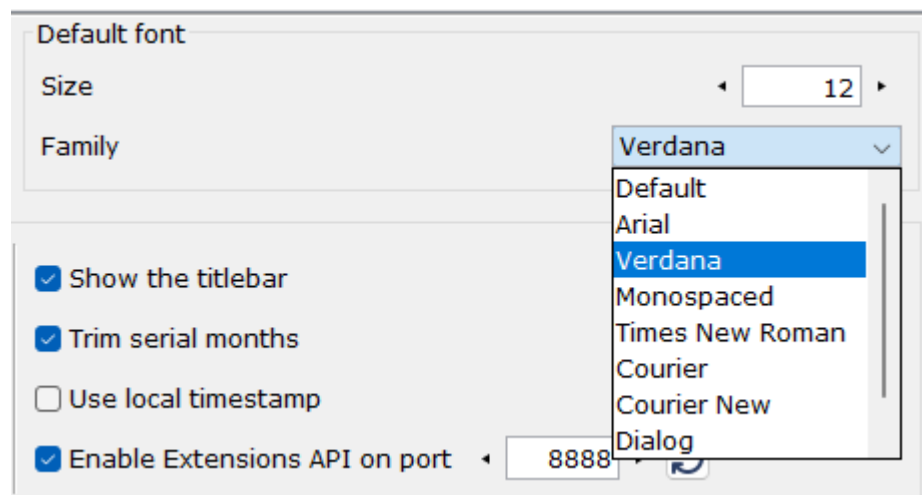 Default font
Size 12
Family Verdana
Default
Arial
Verdana
Monospaced
Times New Roman
Courier
Courier New
Dialog
Show the titlebar
Trim serial months
Use local timestamp
Enable Extensions API on port 8888